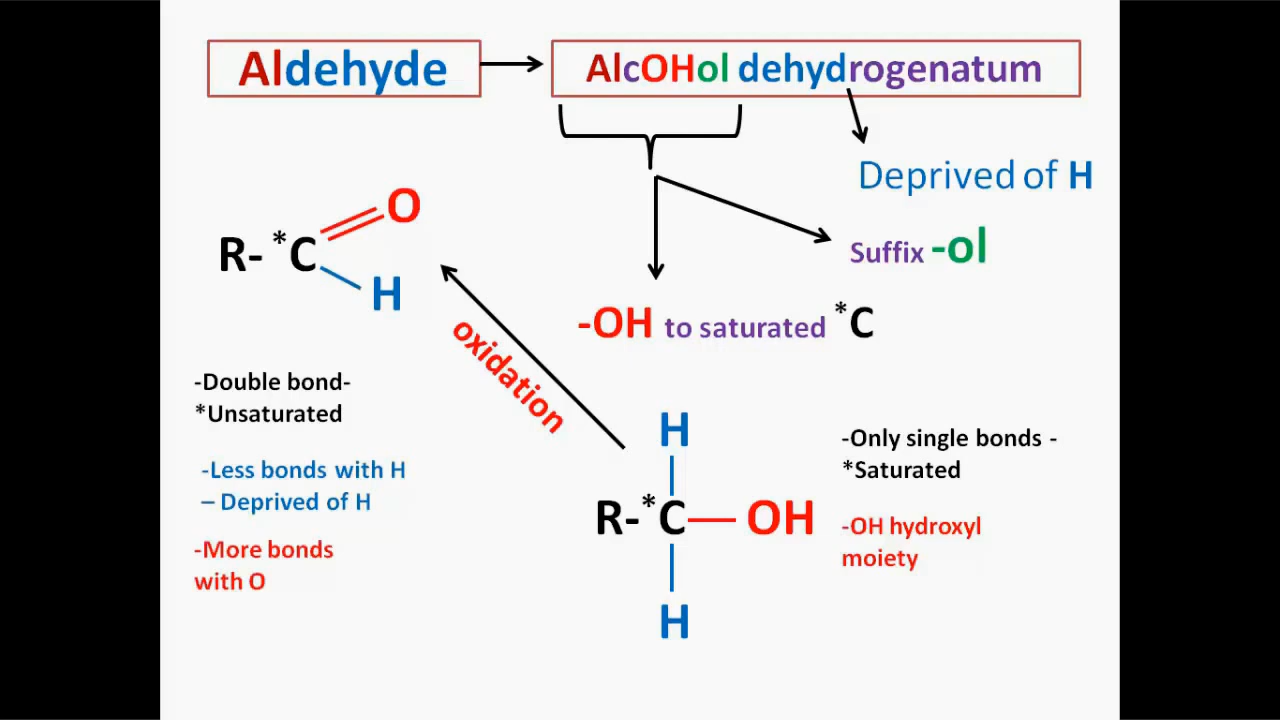 Aldehyde
AlcOHol dehydrogenatum
Deprived of H
Suffix -ol
-OH to saturated *C
O
R- *C
H
oxidation
-Double bond-
*Unsaturated
-Less bonds with H
– Deprived of H
-More bonds
with O
H
R-*C—OH
H
-Only single bonds -
*Saturated
-OH hydroxyl
moiety